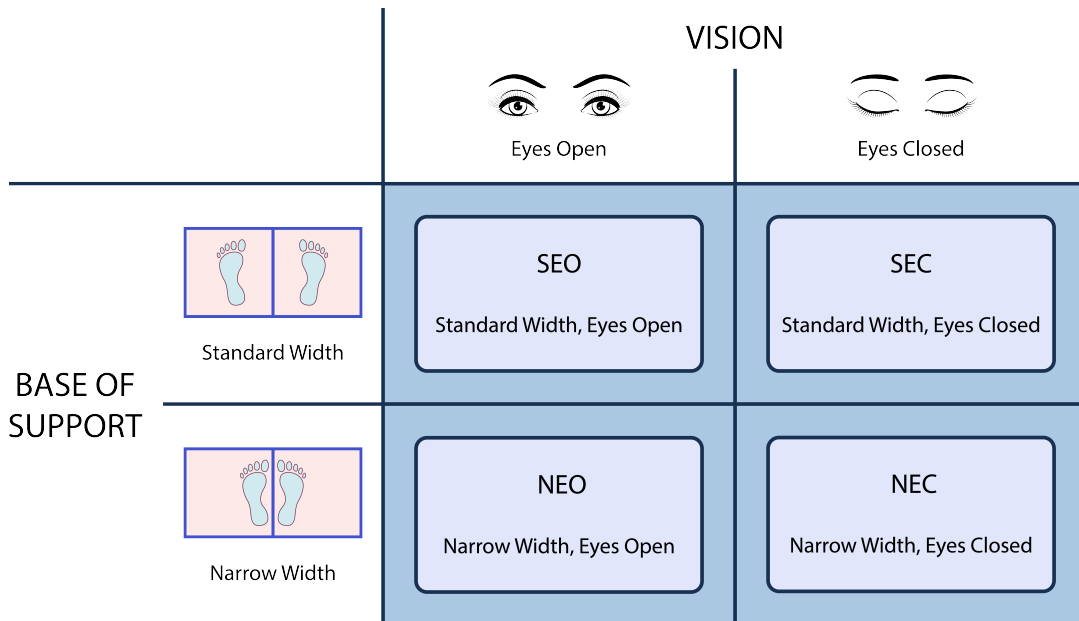 VISION
Eyes Open
Eyes Closed
BASE OF
SUPPORT
Standard Width
SEO
Standard Width, Eyes Open
SEC
Standard Width, Eyes Closed
Narrow Width
NEO
Narrow Width, Eyes Open
NEC
Narrow Width, Eyes Closed